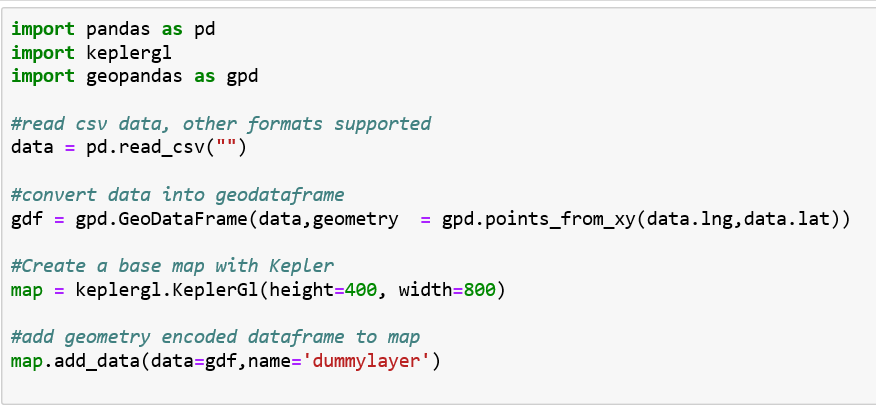 import pandas as pd
import keplergl
import geopandas as gpd
#read csv data, other formats supported
data = pd.read_csv("")
#convert data into geodataframe
gdf = gpd.GeoDataFrame(data,geometry  = gpd.points_from_xy(data.lng,data.lat))
#Create a base map with Kepler
map = keplergl.KeplerGl(height=400, width=800)
#add geometry encoded dataframe to map
map.add_data(data=gdf,name='dummylayer')